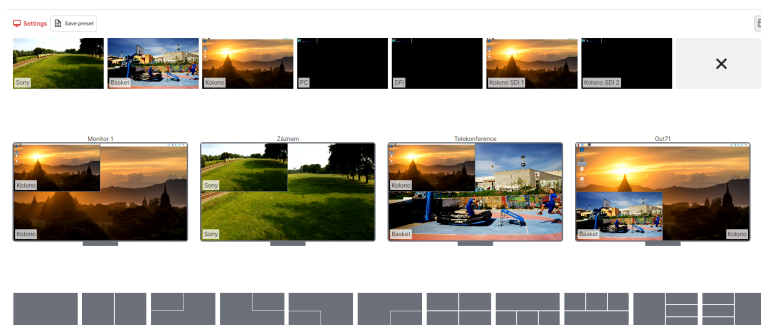 Settings Save preset
Sony Basket Kolono PC DFI Kolono SDI 1 Kolono SDI 2
Monitor 1 Záznam Telekonference Out71
Kolono Sony Kolono Basket Kolono
Kolono Sony Basket